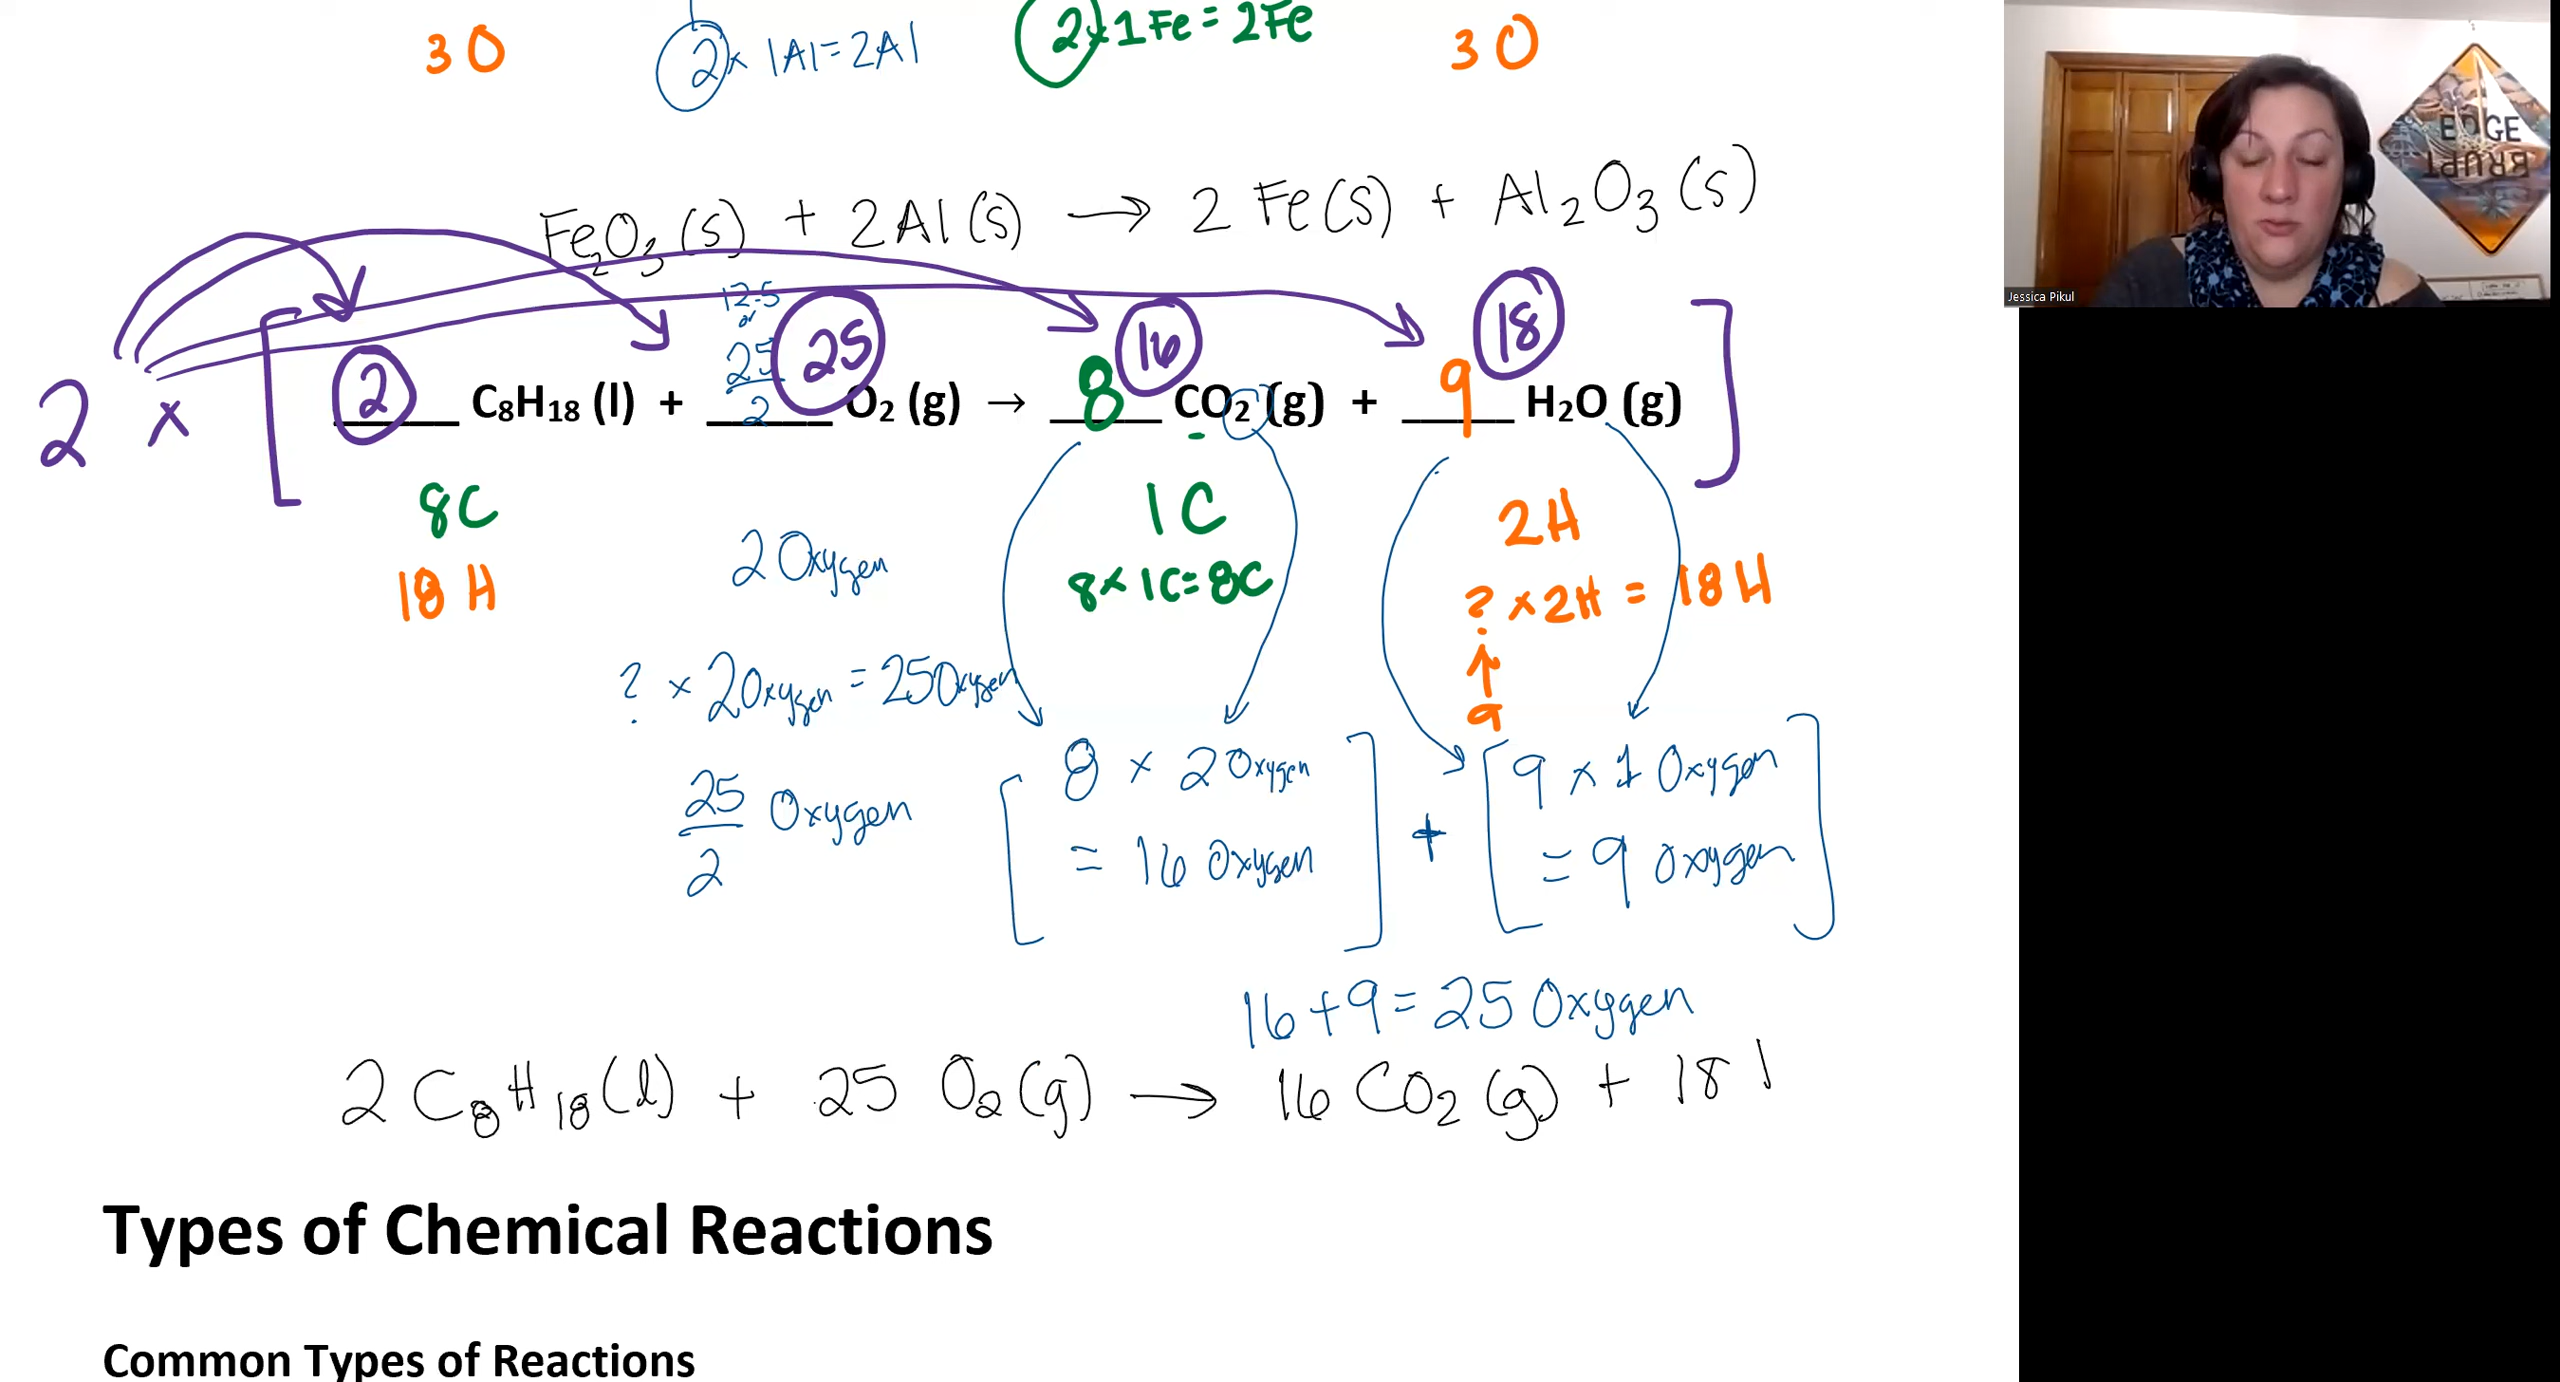 3 O 2 x 1Al = 2Al 2 x 1Fe = 2Fe 3 O
Fe2O3 (s) + 2Al (s) → 2 Fe(s) + Al2O3 (s)
12.5
or
25 25 16 18
2 x [ 2 C₈H₁₈ (l) + 2 O₂ (g) → 8 CO₂ (g) + 9 H₂O (g) ]
8C 1C 2H
18 H 2 Oxygen 8 x 1C = 8C ? x 2H = 18 H
↑
? x 2 Oxygen = 25 Oxygen 9
25 Oxygen [ 8 x 2 Oxygen ] + [ 9 x 1 Oxygen ]
2 = 16 Oxygen = 9 Oxygen
16 + 9 = 25 Oxygen
2 C8H18 (l) + 25 O2 (g) → 16 CO2 (g) + 18 |
Types of Chemical Reactions
Common Types of Reactions
EDGE
Jessica Pikul